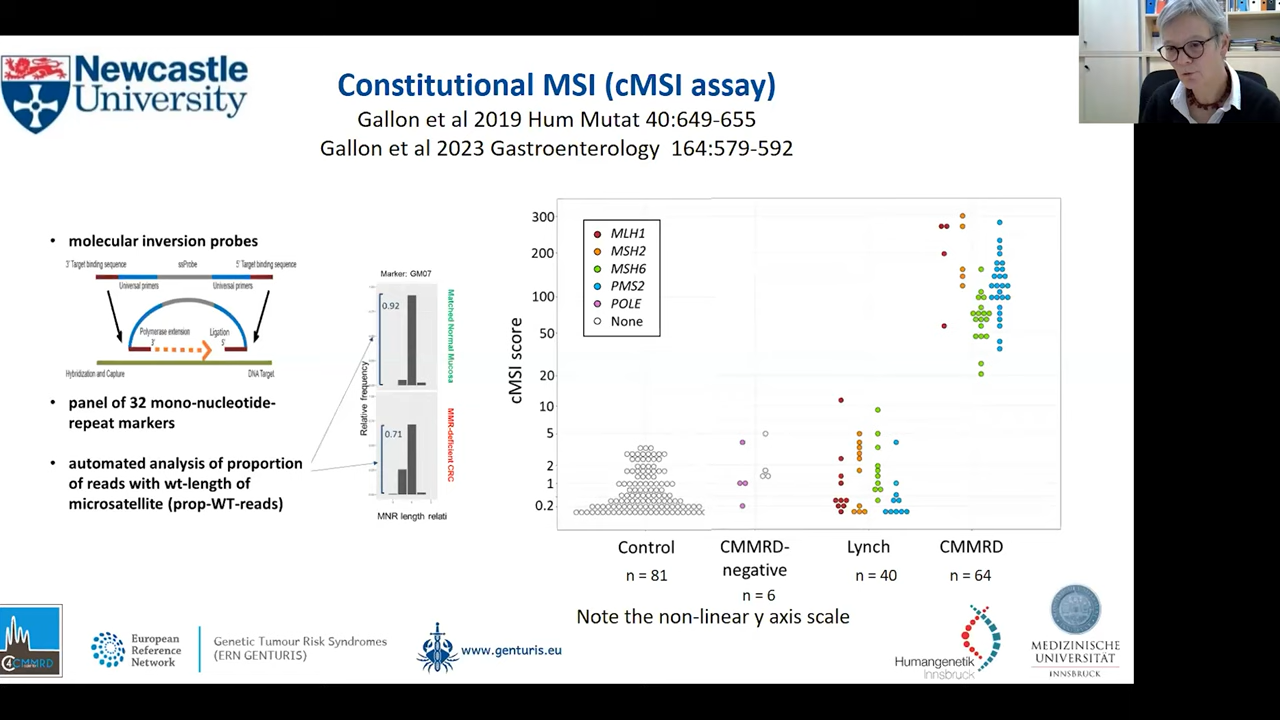 Newcastle
University
Constitutional MSI (cMSI assay)
Gallon et al 2019 Hum Mutat 40:649-655
Gallon et al 2023 Gastroenterology 164:579-592
• molecular inversion probes
3' Target binding sequence
ssProbe
5' Target binding sequence
Universal primers
Universal primers
Polymerase extension
Ligation
3'
5'
Hybridization and Capture
DNA Target
• panel of 32 mono-nucleotide-
repeat markers
• automated analysis of proportion
of reads with wt-length of
microsatellite (prop-WT-reads)
Marker: GM07
0.92
0.71
Relative frequency
Matched Normal Mucosa
MMR-deficient CRC
MNR length relati
cMSI score
300
200
100
50
20
10
5
2
1
0.2
MLH1
MSH2
MSH6
PMS2
POLE
None
Control
n = 81
CMMRD-
negative
n = 6
Lynch
n = 40
CMMRD
n = 64
Note the non-linear y axis scale
C4CMMRD
European
Reference
Network
Genetic Tumour Risk Syndromes
(ERN GENTURIS)
www.genturis.eu
Humangenetik
Innsbruck
MEDIZINISCHE
UNIVERSITÄT
INNSBRUCK